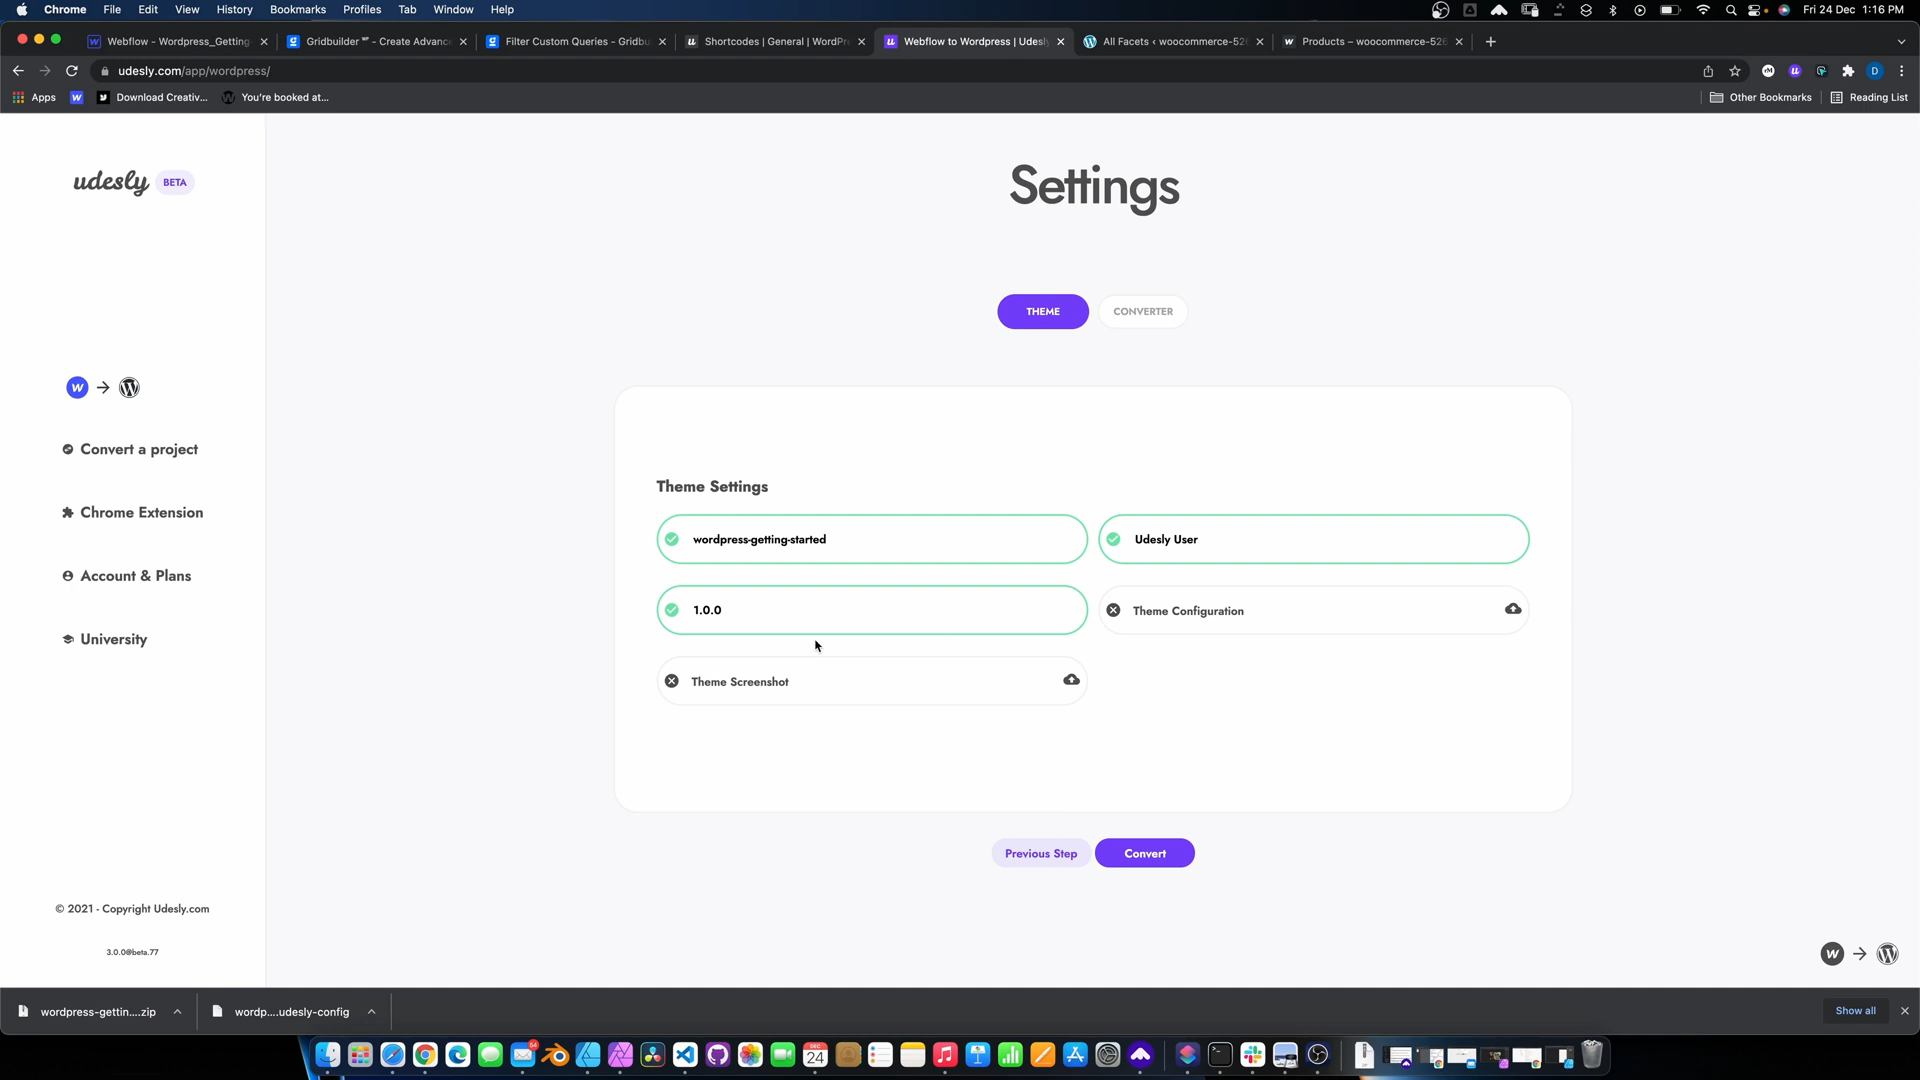 Chrome File Edit View History Bookmarks Profiles Tab Window Help Fri 24 Dec 1:16 PM
Webflow - Wordpress_Getting Gridbuilder ᵂᴾ - Create Advanc Filter Custom Queries - Gridbu Shortcodes | General | WordPr Webflow to Wordpress | Udesly All Facets ‹ woocommerce-526 Products – woocommerce-526
udesly.com/app/wordpress/ D
Apps Download Creativ... You're booked at... Other Bookmarks Reading List
udesly BETA
Settings
THEME CONVERTER
Convert a project
Chrome Extension
Account & Plans
University
Theme Settings
wordpress-getting-started Udesly User
1.0.0 Theme Configuration
Theme Screenshot
Previous Step Convert
© 2021 - Copyright Udesly.com
3.0.0@beta.77
wordpress-gettin....zip wordp....udesly-config Show all
64
DEC
24